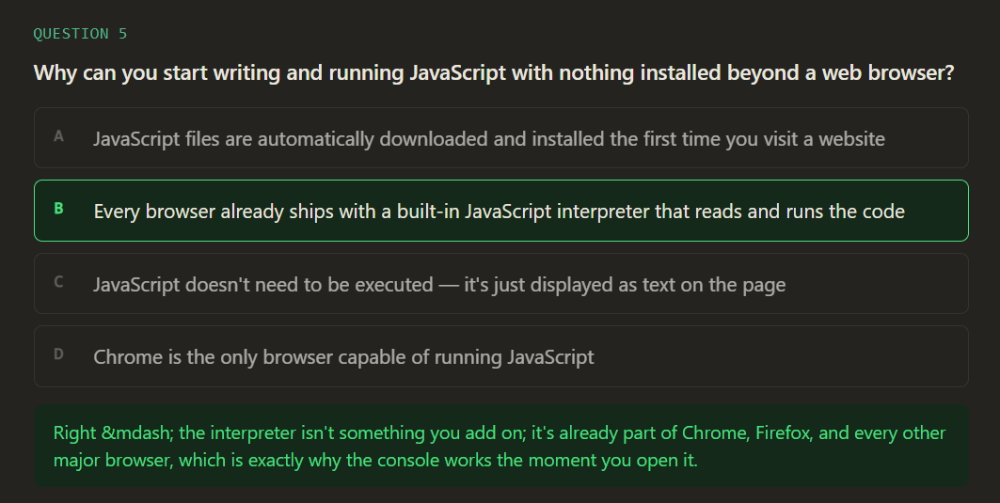 QUESTION 5
Why can you start writing and running JavaScript with nothing installed beyond a web browser?
A JavaScript files are automatically downloaded and installed the first time you visit a website
B Every browser already ships with a built-in JavaScript interpreter that reads and runs the code
C JavaScript doesn't need to be executed — it's just displayed as text on the page
D Chrome is the only browser capable of running JavaScript
Right &mdash; the interpreter isn't something you add on; it's already part of Chrome, Firefox, and every other
major browser, which is exactly why the console works the moment you open it.